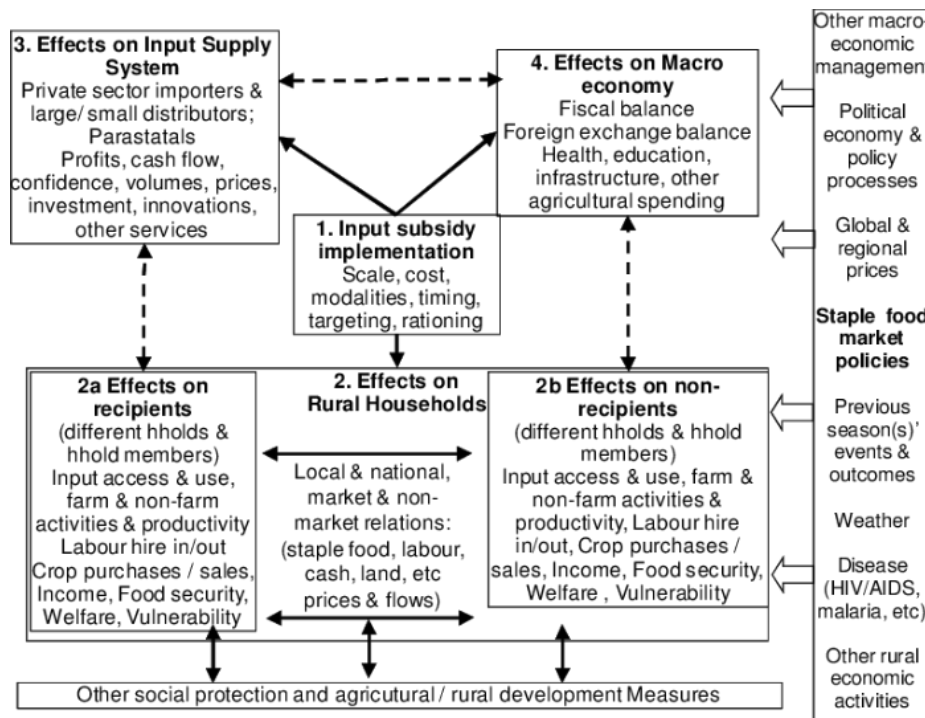 3. Effects on Input Supply
System
Private sector importers &
large/ small distributors;
Parastatals
Profits, cash flow,
confidence, volumes, prices,
investment, innovations,
other services
4. Effects on Macro
economy
Fiscal balance
Foreign exchange balance
Health, education,
infrastructure, other
agricultural spending
1. Input subsidy
implementation
Scale, cost,
modalities, timing,
targeting, rationing
2a Effects on
recipients
(different hholds &
hhold members)
Input access & use,
farm & non-farm
activities & productivity
Labour hire in/out
Crop purchases / sales,
Income, Food security,
Welfare, Vulnerability
2. Effects on
Rural Households
Local & national,
market & non-
market relations:
(staple food, labour,
cash, land, etc
prices & flows)
2b Effects on non-
recipients
(different hholds & hhold
members)
Input access & use, farm &
non-farm activities &
productivity, Labour hire
in/out, Crop purchases /
sales, Income, Food security,
Welfare , Vulnerability
Other social protection and agricutural / rural development Measures
Other macro-
economic
management
Political
economy &
policy
processes
Global &
regional
prices
Staple food
market
policies
Previous
season(s)'
events &
outcomes
Weather
Disease
(HIV/AIDS,
malaria, etc)
Other rural
economic
activities